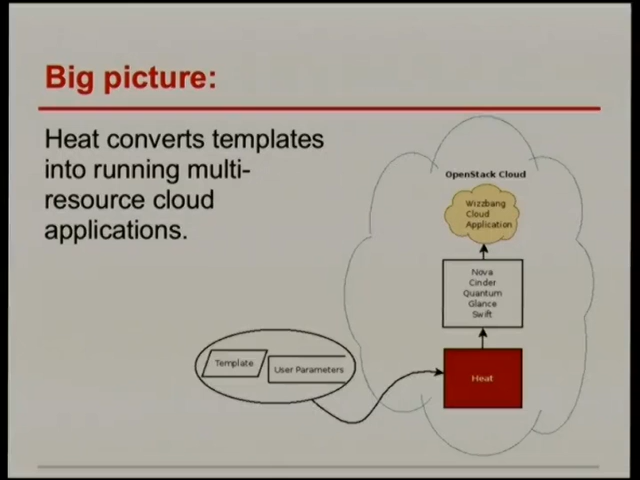 Big picture:
Heat converts templates
into running multi-
resource cloud
applications.
OpenStack Cloud
Wizzbang
Cloud
Application
Nova
Cinder
Quantum
Glance
Swift
Template
User Parameters
Heat